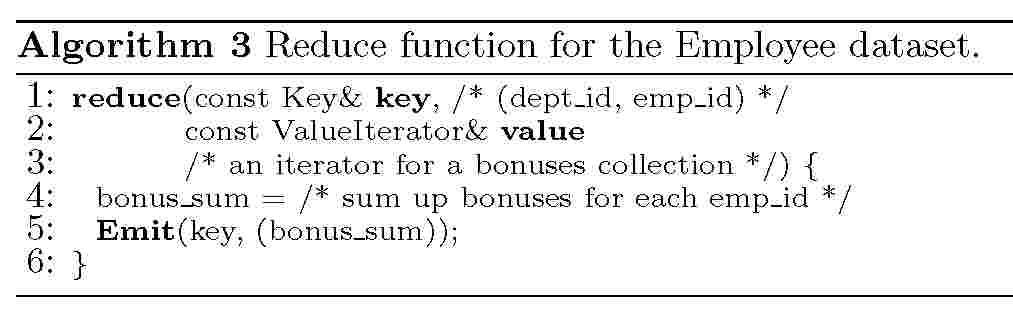 Algorithm 3 Reduce function for the Employee dataset.
1: reduce(const Key& key, /* (dept_id, emp_id) */
2: const ValueIterator& value
3: /* an iterator for a bonuses collection */) {
4: bonus_sum = /* sum up bonuses for each emp_id */
5: Emit(key, (bonus_sum));
6: }